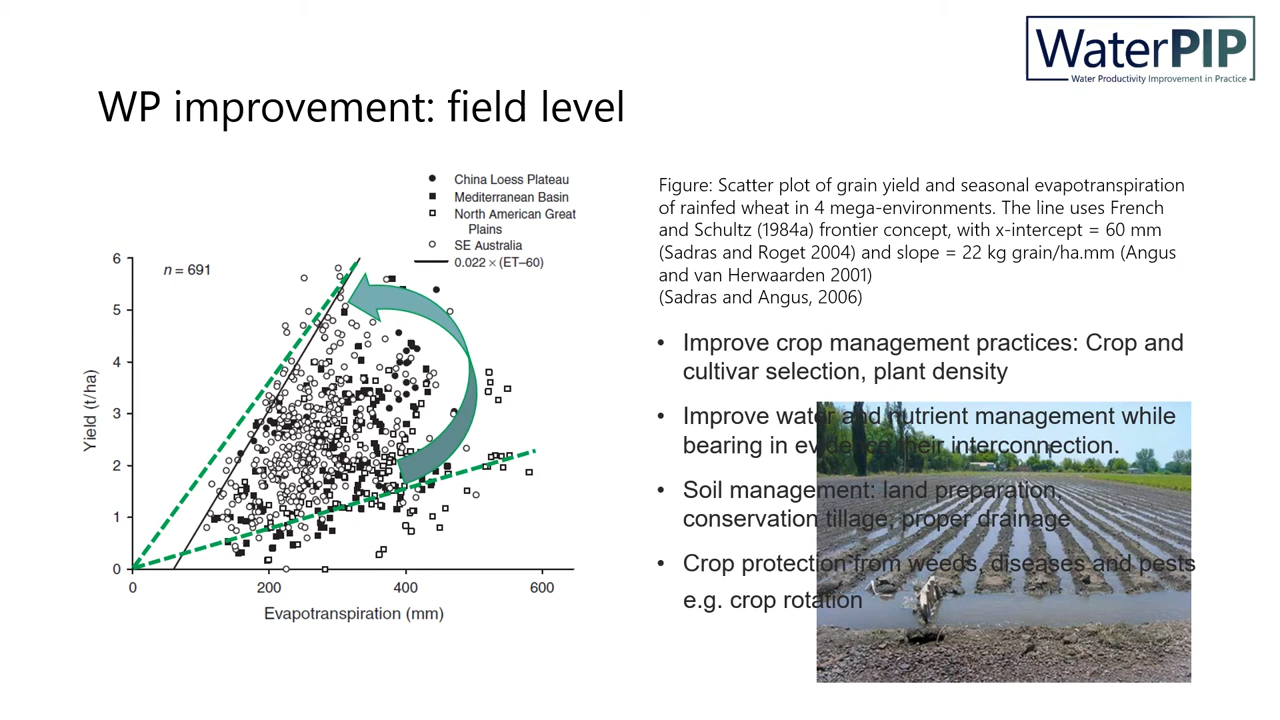 WaterPIP
Water Productivity Improvement in Practice
WP improvement: field level
China Loess Plateau
Mediterranean Basin
North American Great
Plains
SE Australia
0.022 × (ET–60)
n = 691
6
5
4
3
2
1
0
Yield (t/ha)
0
200
400
600
Evapotranspiration (mm)
Figure: Scatter plot of grain yield and seasonal evapotranspiration
of rainfed wheat in 4 mega-environments. The line uses French
and Schultz (1984a) frontier concept, with x-intercept = 60 mm
(Sadras and Roget 2004) and slope = 22 kg grain/ha.mm (Angus
and van Herwaarden 2001)
(Sadras and Angus, 2006)
• Improve crop management practices: Crop and
cultivar selection, plant density
• Improve water and nutrient management while
bearing in evidence their interconnection.
• Soil management: land preparation,
conservation tillage, proper drainage
• Crop protection from weeds, diseases and pests
e.g. crop rotation